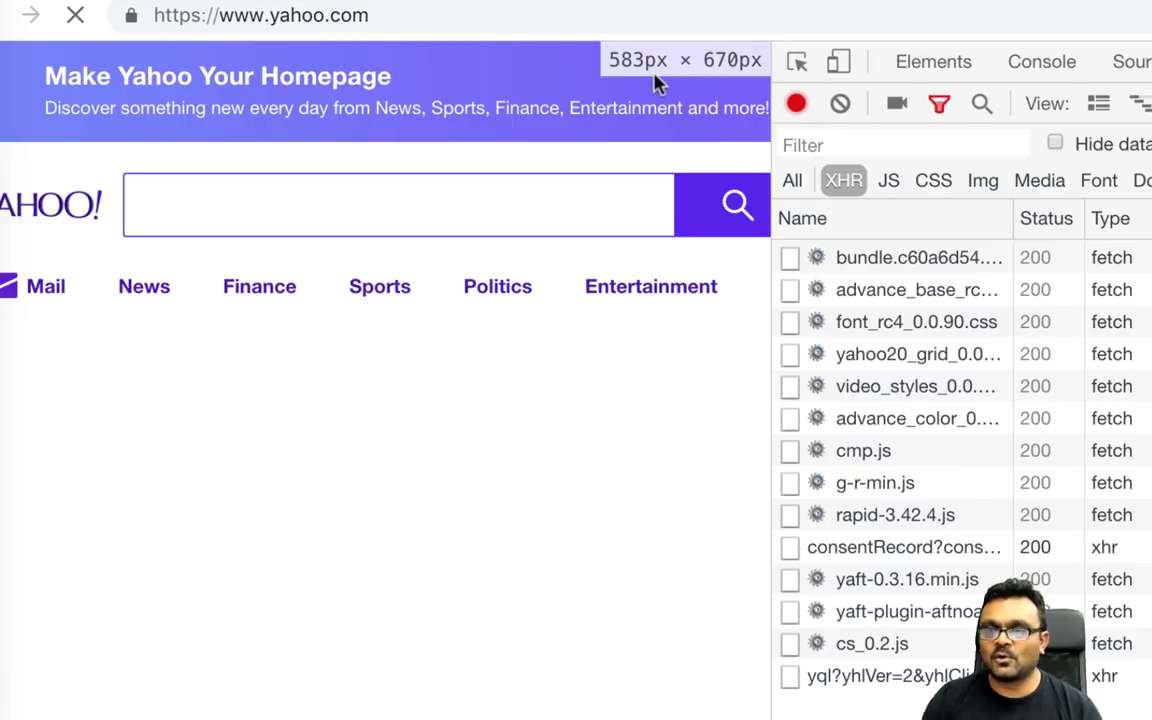 https://www.yahoo.com
Make Yahoo Your Homepage
Discover something new every day from News, Sports, Finance, Entertainment and more!
583px × 670px
AHOO!
Mail News Finance Sports Politics Entertainment
Elements Console Sour
View:
Filter Hide data
All XHR JS CSS Img Media Font Do
Name Status Type
bundle.c60a6d54.... 200 fetch
advance_base_rc... 200 fetch
font_rc4_0.0.90.css 200 fetch
yahoo20_grid_0.0... 200 fetch
video_styles_0.0.... 200 fetch
advance_color_0.... 200 fetch
cmp.js 200 fetch
g-r-min.js 200 fetch
rapid-3.42.4.js 200 fetch
consentRecord?cons... 200 xhr
yaft-0.3.16.min.js 200 fetch
yaft-plugin-aftnoa fetch
cs_0.2.js fetch
yql?yhlVer=2&yhlCli xhr